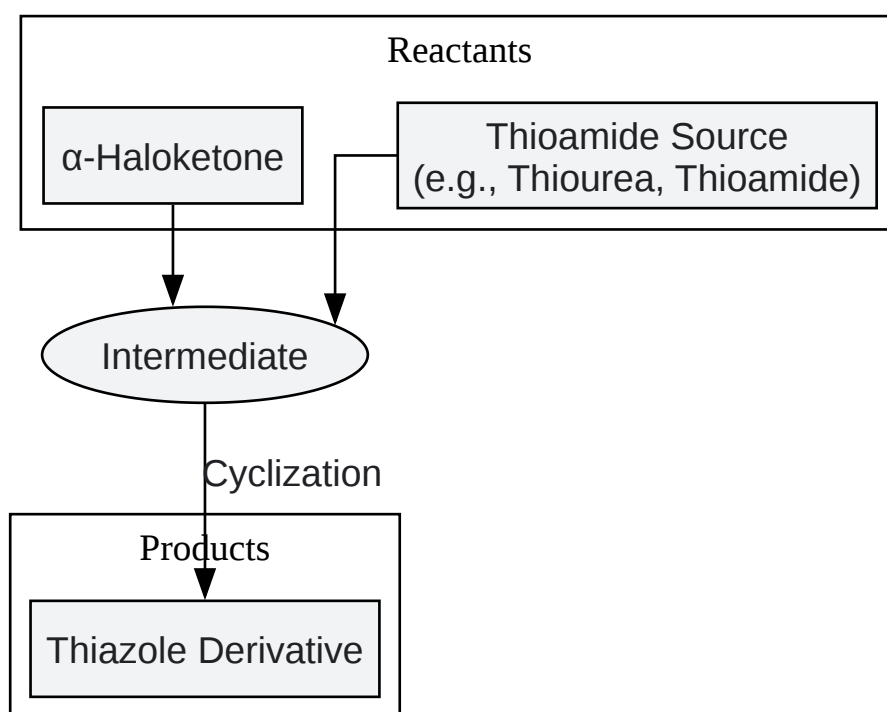 Reactants
α-Haloketone
Thioamide Source
(e.g., Thiourea, Thioamide)
Intermediate
Cyclization
Products
Thiazole Derivative